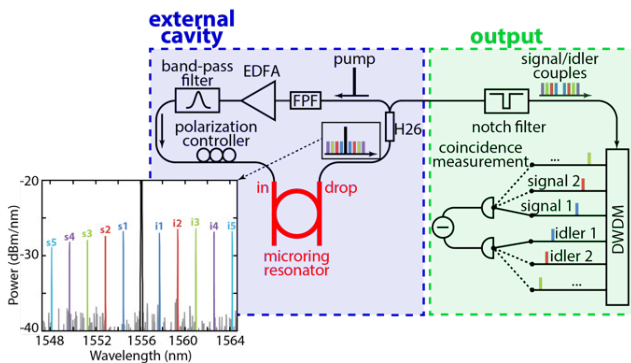 external
cavity
output
band-pass
filter
EDFA
pump
FPF
signal/idler
couples
polarization
controller
H26
notch filter
coincidence
measurement
...
signal 2
signal 1
idler 1
idler 2
...
DWDM
in
drop
microring
resonator
-20
-30
-40
Power (dBm/nm)
s5
s4
s3
s2
s1
i1
i2
i3
i4
i5
1548
1552
1556
1560
1564
Wavelength (nm)